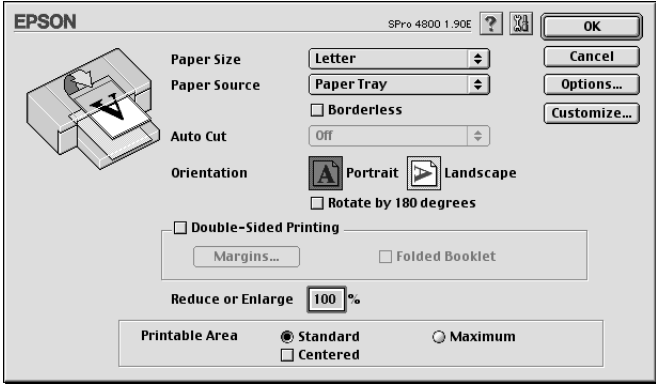 EPSON
SPro 4800 1.90E ?
OK
Paper Size Letter
Cancel
Paper Source Paper Tray
Options...
Borderless
Customize...
Auto Cut Off
Orientation A Portrait A Landscape
Rotate by 180 degrees
Double-Sided Printing
Margins... Folded Booklet
Reduce or Enlarge 100 %
Printable Area Standard Maximum
Centered